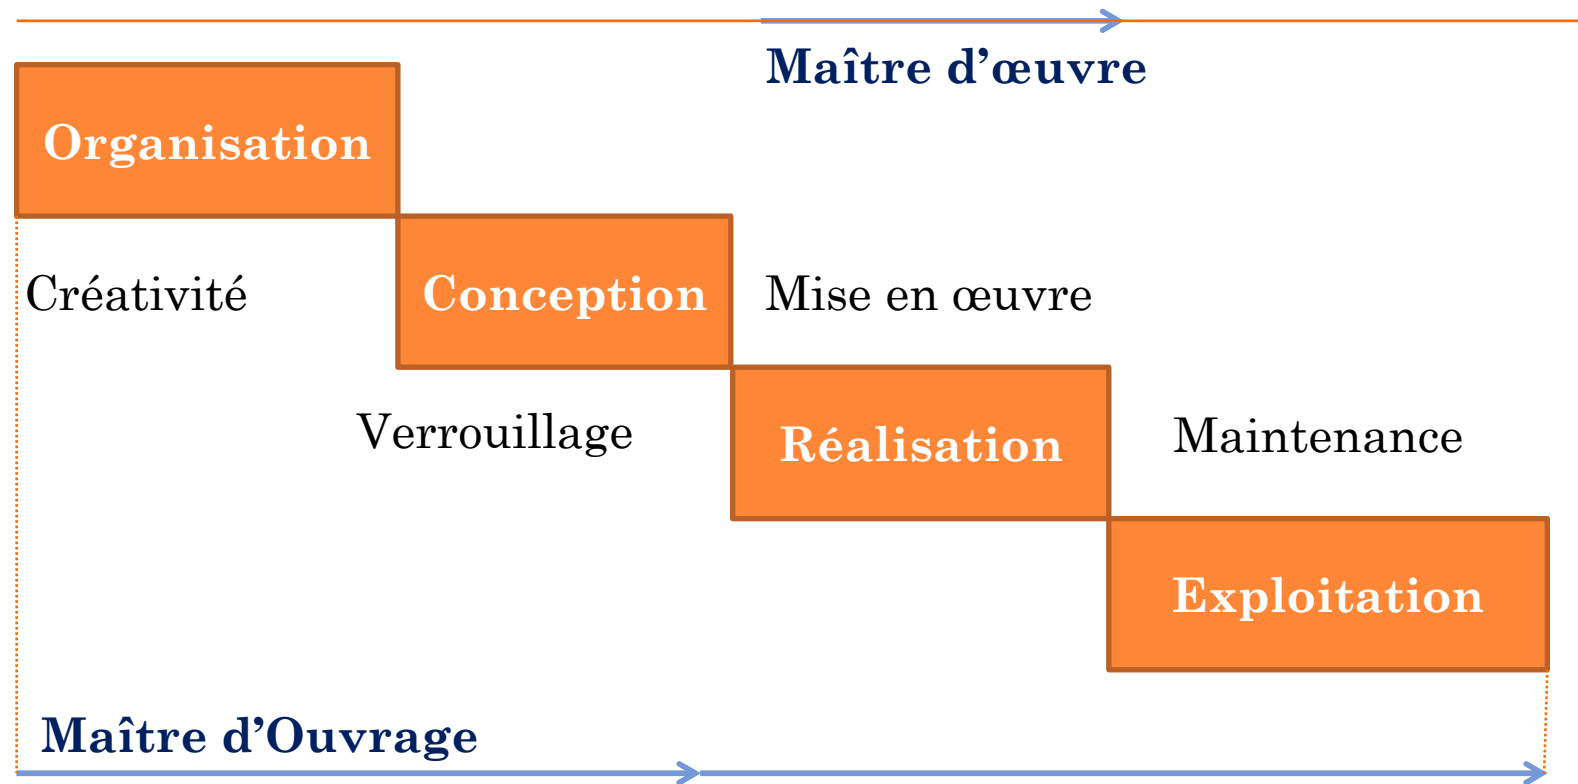 Maître d’œuvre
Organisation
Créativité
Conception
Mise en œuvre
Verrouillage
Réalisation
Maintenance
Exploitation
Maître d’Ouvrage